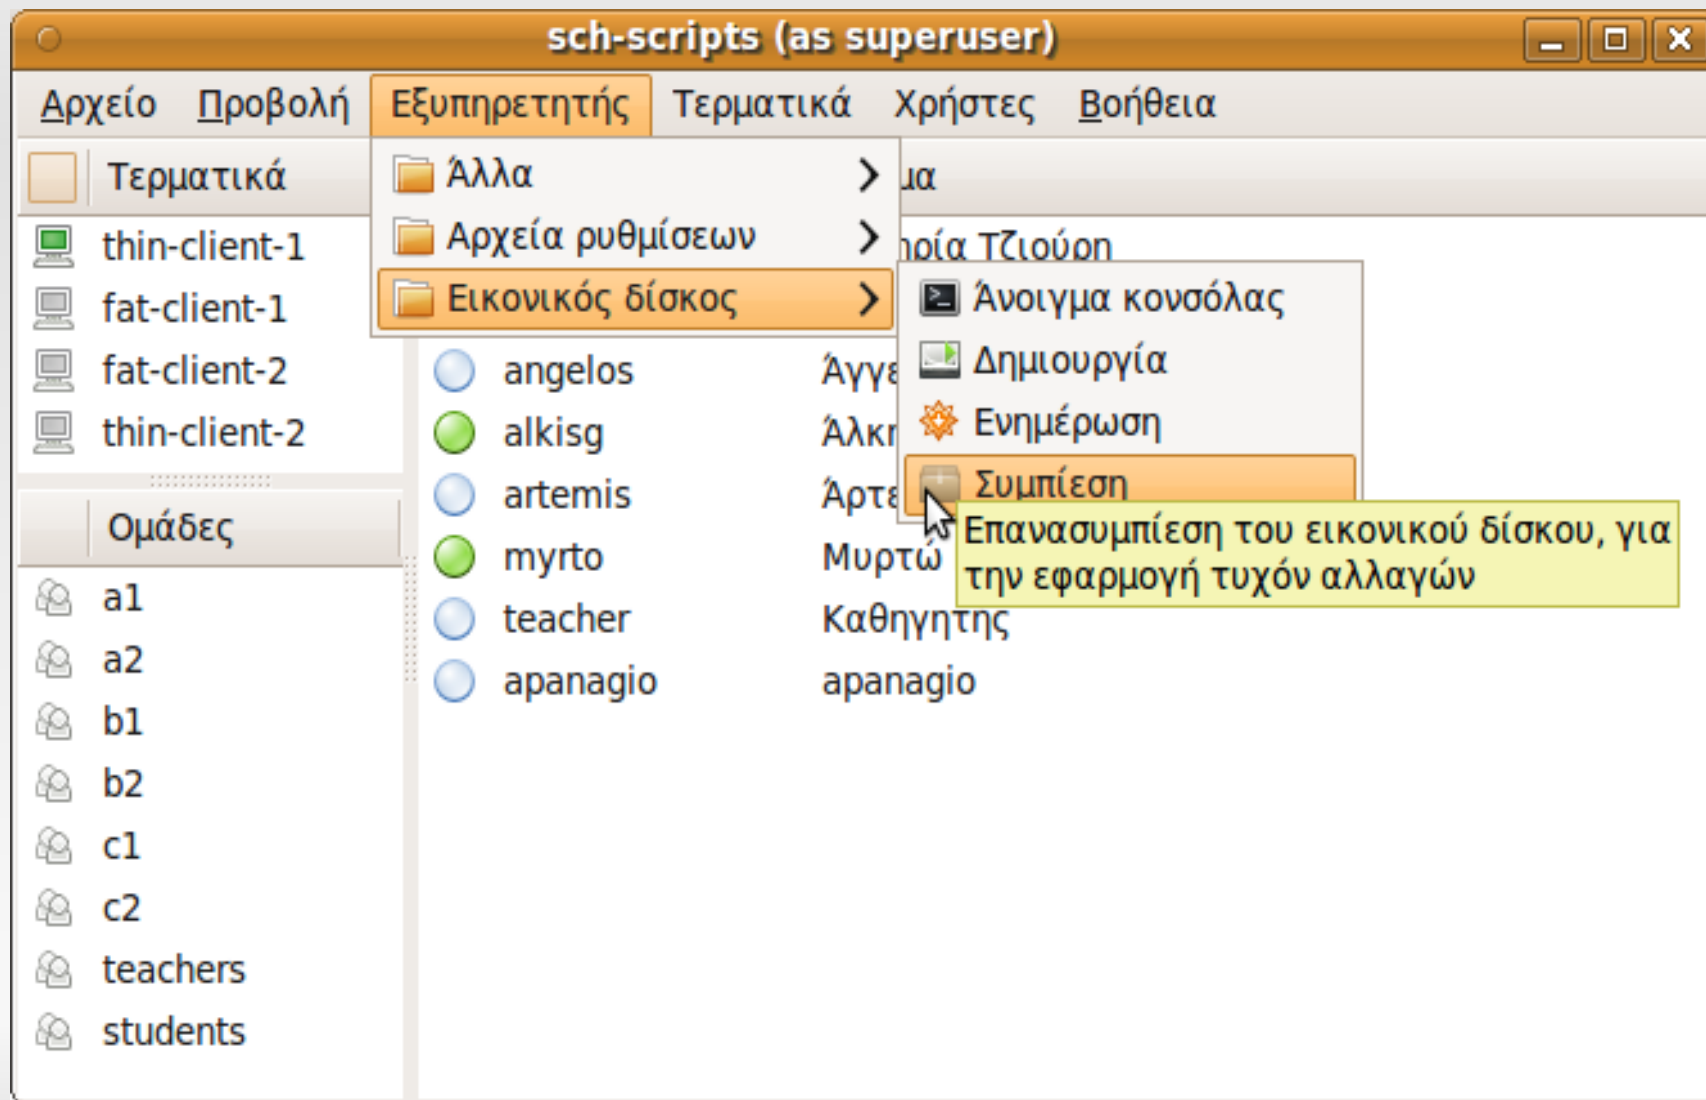 sch-scripts (as superuser)
Αρχείο Προβολή Εξυπηρετητής Τερματικά Χρήστες Βοήθεια
Τερματικά
thin-client-1
fat-client-1
fat-client-2
thin-client-2
Ομάδες
a1
a2
b1
b2
c1
c2
teachers
students
Άλλα
Αρχεία ρυθμίσεων
Εικονικός δίσκος
Άνοιγμα κονσόλας
Δημιουργία
Ενημέρωση
Συμπίεση
Επανασυμπίεση του εικονικού δίσκου, για
την εφαρμογή τυχόν αλλαγών
Τζιούρη
angelos
alkisg
artemis
myrto Μυρτώ
teacher Καθηγητης
apanagio apanagio